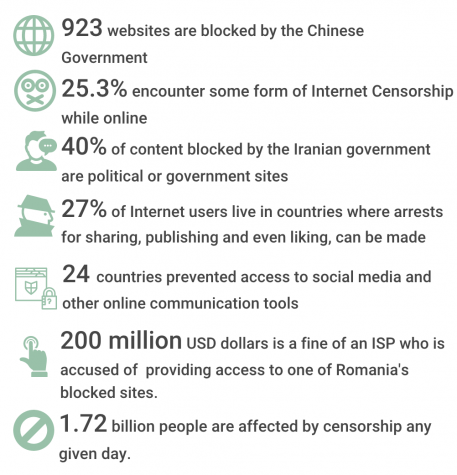 923 websites are blocked by the Chinese
Government
25.3% encounter some form of Internet Censorship
while online
40% of content blocked by the Iranian government
are political or government sites
27% of Internet users live in countries where arrests
for sharing, publishing and even liking, can be made
24 countries prevented access to social media and
other online communication tools
200 million USD dollars is a fine of an ISP who is
accused of providing access to one of Romania's
blocked sites.
1.72 billion people are affected by censorship any
given day.